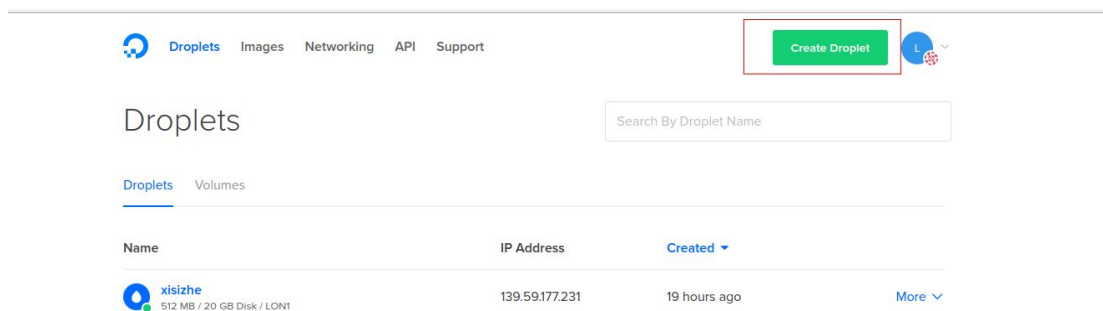 Droplets Images Networking API Support Create Droplet L
Droplets Search By Droplet Name
Droplets Volumes
Name IP Address Created
xisizhe 139.59.177.231 19 hours ago More
512 MB / 20 GB Disk / LON1